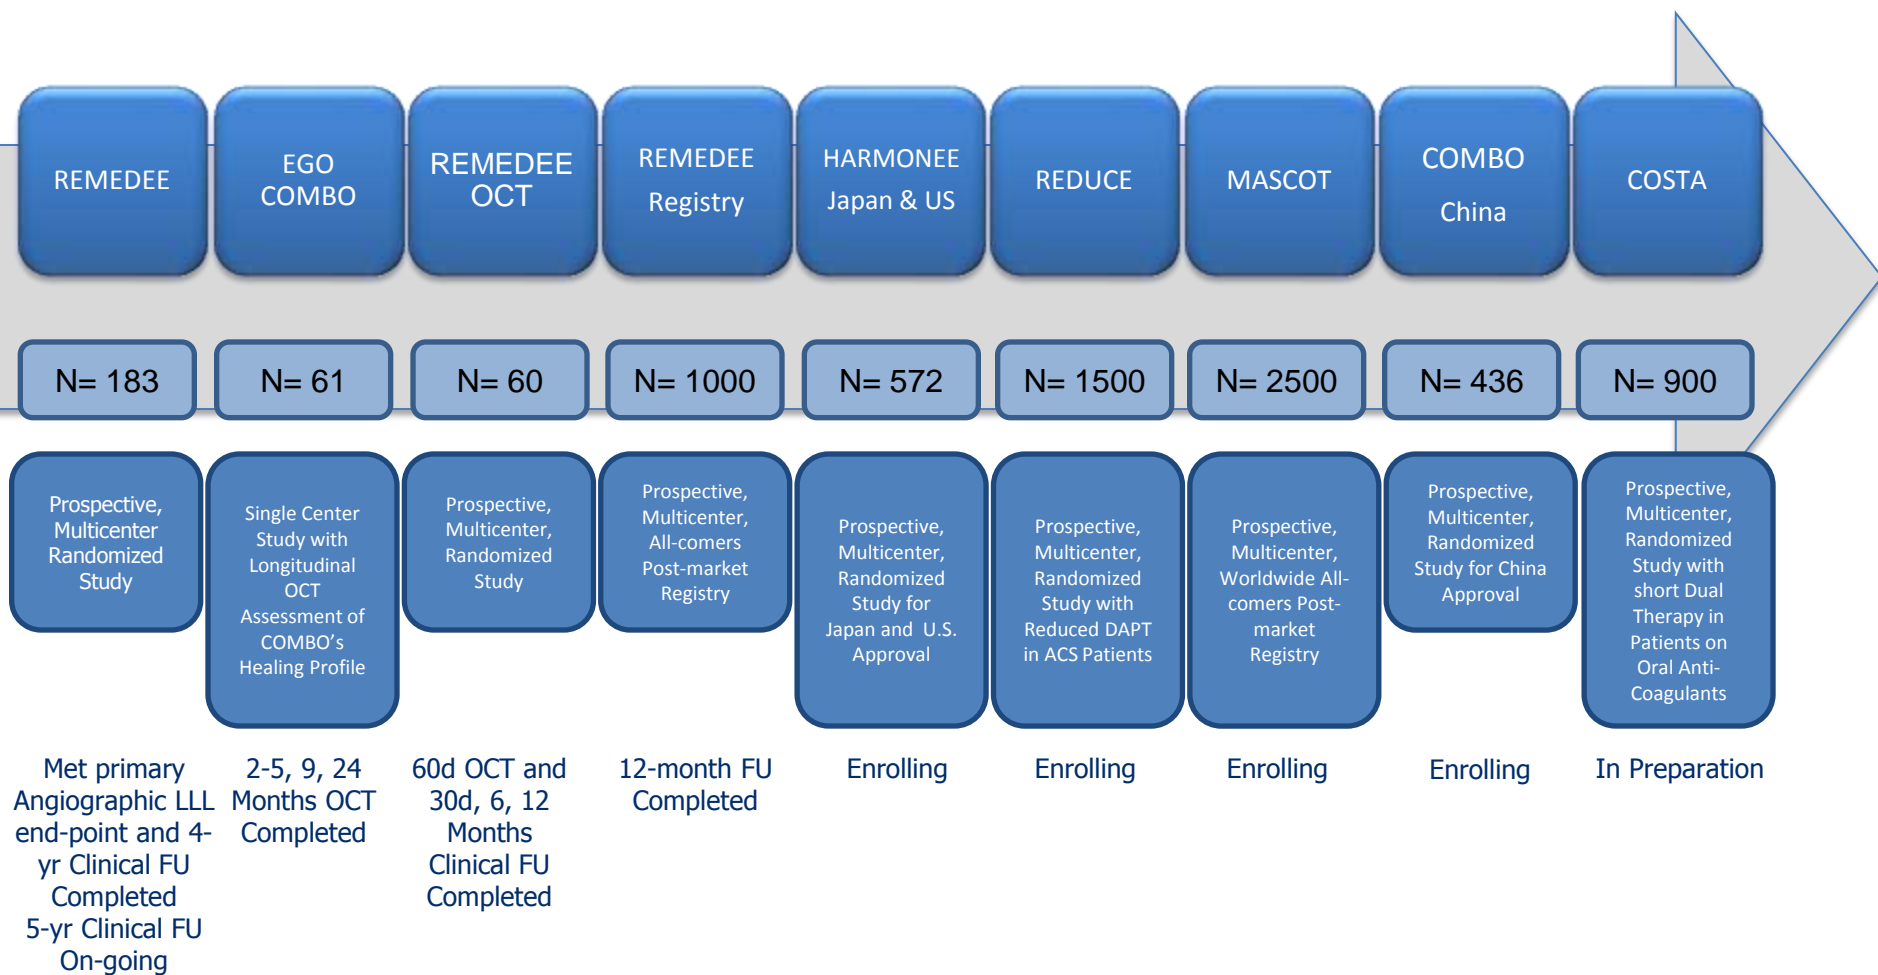 REMEDEE
EGO
COMBO
REMEDEE
OCT
REMEDEE
Registry
HARMONEE
Japan & US
REDUCE
MASCOT
COMBO
China
COSTA
N= 183
N= 61
N= 60
N= 1000
N= 572
N= 1500
N= 2500
N= 436
N= 900
Prospective,
Multicenter
Randomized
Study
Single Center
Study with
Longitudinal
OCT
Assessment of
COMBO's
Healing Profile
Prospective,
Multicenter,
Randomized
Study
Prospective,
Multicenter,
All-comers
Post-market
Registry
Prospective,
Multicenter,
Randomized
Study for
Japan and U.S.
Approval
Prospective,
Multicenter,
Randomized
Study with
Reduced DAPT
in ACS Patients
Prospective,
Multicenter,
Worldwide All-
comers Post-
market
Registry
Prospective,
Multicenter,
Randomized
Study for China
Approval
Prospective,
Multicenter,
Randomized
Study with
short Dual
Therapy in
Patients on
Oral Anti-
Coagulants
Met primary
Angiographic LLL
end-point and 4-
yr Clinical FU
Completed
5-yr Clinical FU
On-going
2-5, 9, 24
Months OCT
Completed
60d OCT and
30d, 6, 12
Months
Clinical FU
Completed
12-month FU
Completed
Enrolling
Enrolling
Enrolling
Enrolling
In Preparation